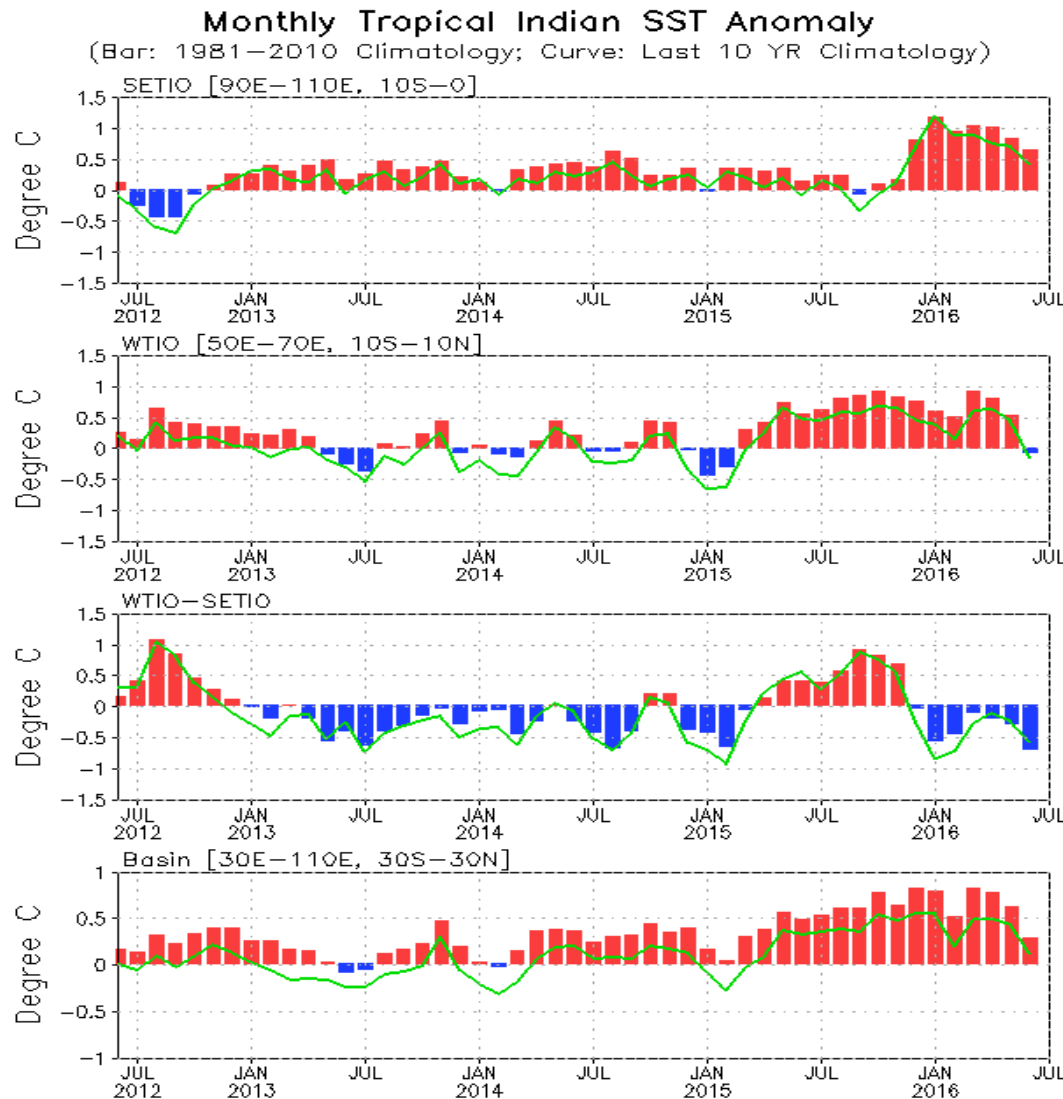 Monthly Tropical Indian SST Anomaly
(Bar: 1981-2010 Climatology; Curve: Last 10 YR Climatology)
SETIO [90E-110E, 10S-0]
Degree C
1.5
1
0.5
0
-0.5
-1
-1.5
JUL JAN JUL JAN JUL JAN JUL JAN JUL
2012 2013 2014 2015 2016
WTIO [50E-70E, 10S-10N]
Degree C
1.5
1
0.5
0
-0.5
-1
-1.5
JUL JAN JUL JAN JUL JAN JUL JAN JUL
2012 2013 2014 2015 2016
WTIO-SETIO
Degree C
1.5
1
0.5
0
-0.5
-1
-1.5
JUL JAN JUL JAN JUL JAN JUL JAN JUL
2012 2013 2014 2015 2016
Basin [30E-110E, 30S-30N]
Degree C
1
0.5
0
-0.5
-1
JUL JAN JUL JAN JUL JAN JUL JAN JUL
2012 2013 2014 2015 2016